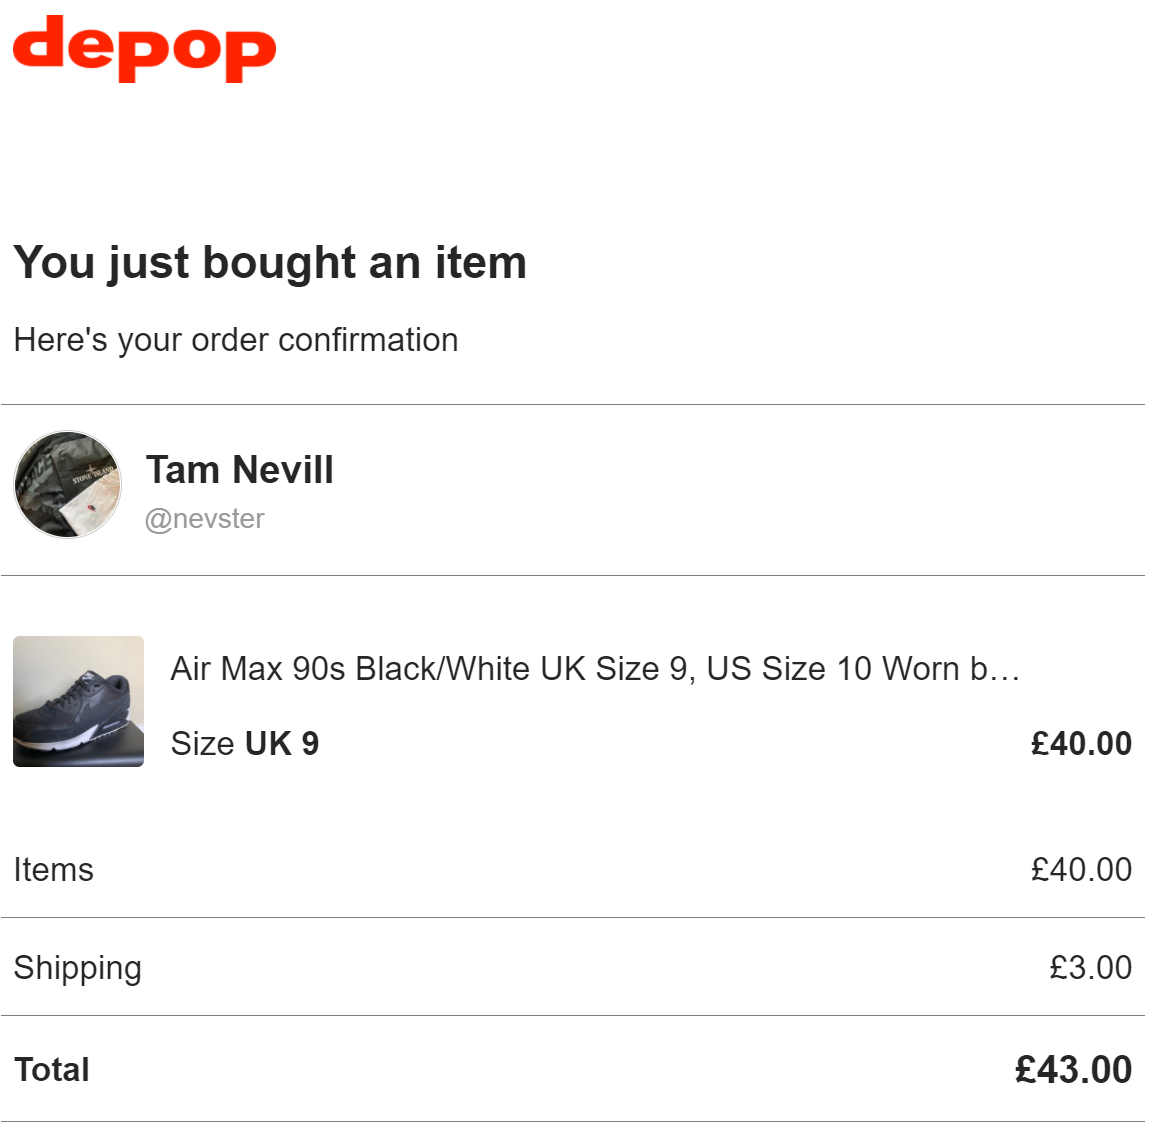 depop
You just bought an item
Here's your order confirmation
STONE ISLAND
Tam Nevill
@nevster
Air Max 90s Black/White UK Size 9, US Size 10 Worn b…
Size UK 9 £40.00
Items £40.00
Shipping £3.00
Total £43.00